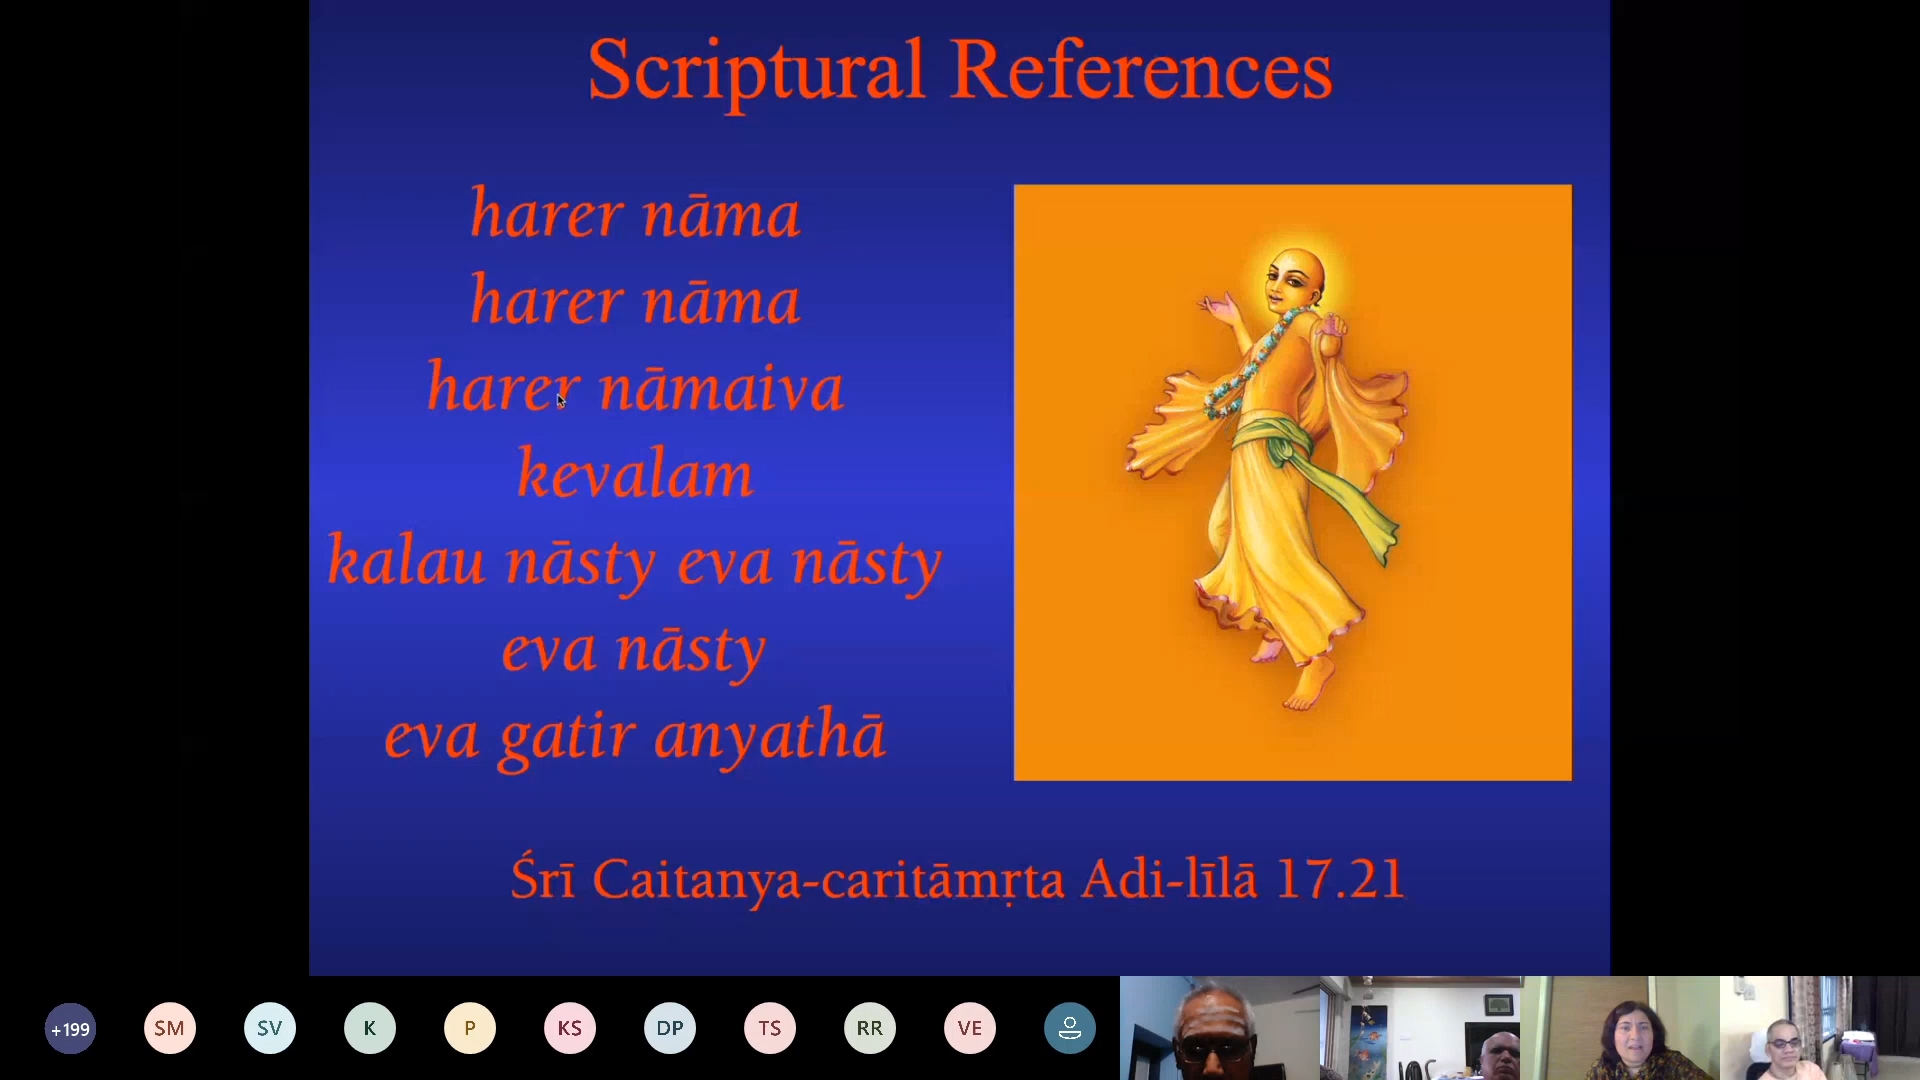 Scriptural References
harer nāma
harer nāma
harer nāmaiva
kevalam
kalau nāsty eva nāsty
eva nāsty
eva gatir anyathā
Śrī Caitanya-caritāmṛta Adi-līlā 17.21
+199 SM SV K P KS DP TS RR VE